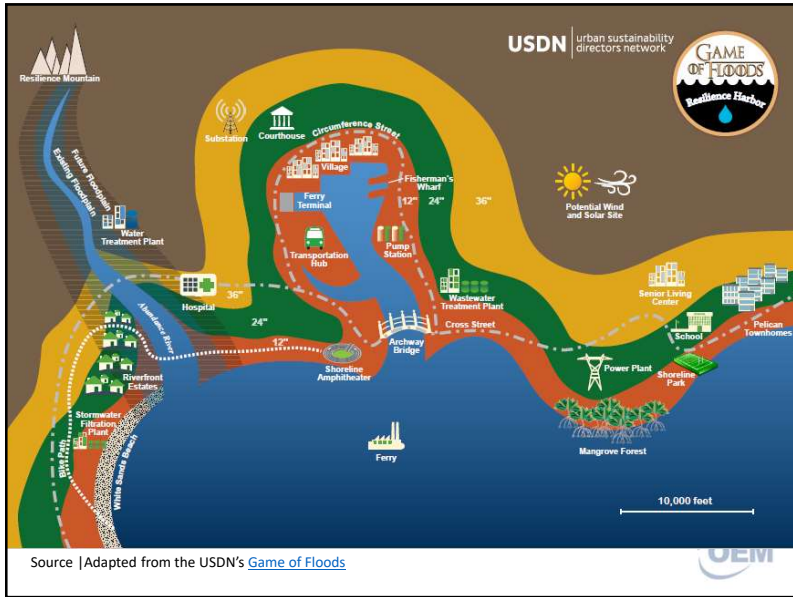 USDN
urban sustainability
directors network
GAME
OF FLOODS
Resilience Harbor
Resilience Mountain
Substation
Courthouse
Circumference Street
Village
Fisherman's
Wharf
Future Floodplain
Existing Floodplain
Ferry
Terminal
12"
24"
36"
Potential Wind
and Solar Site
Water
Treatment Plant
Transportation
Hub
Pump
Station
Hospital
36"
Wastewater
Treatment Plant
Senior Living
Center
Abundance River
24"
Cross Street
School
Pelican
Townhomes
12"
Archway
Bridge
Shoreline
Amphitheater
Power Plant
Shoreline
Park
Riverfront
Estates
Stormwater
Filtration
Plant
Bike Path
White Sands Beach
Ferry
Mangrove Forest
10,000 feet
Source |Adapted from the USDN's Game of Floods
OEM